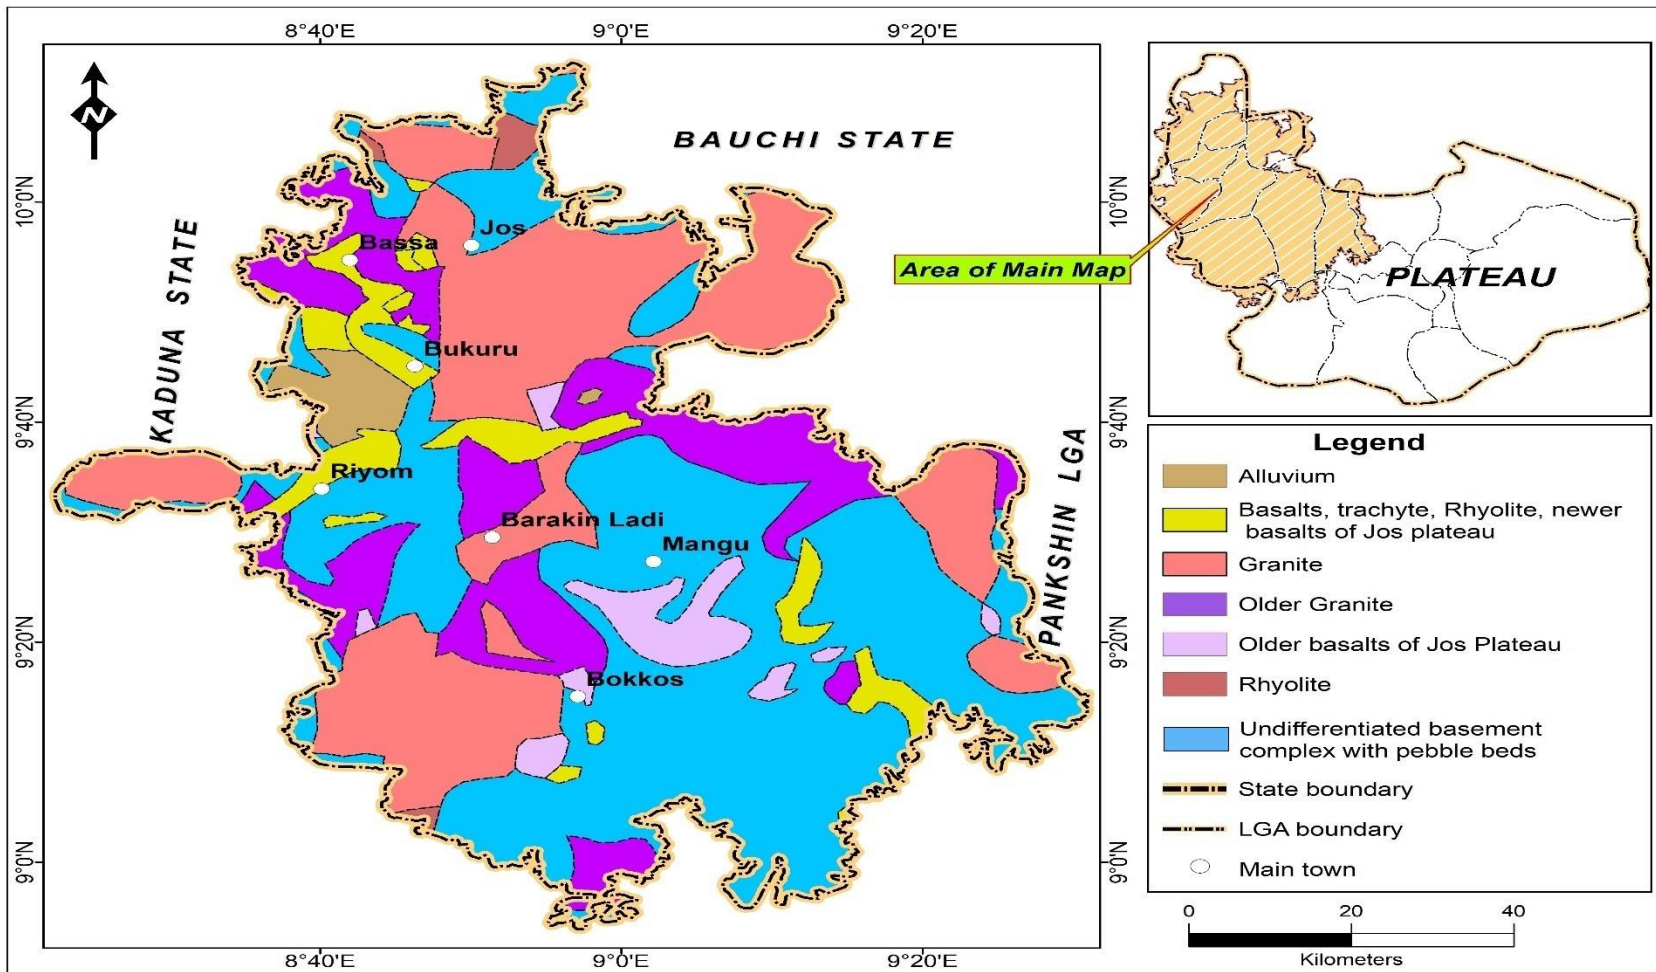 8°40'E
9°0'E
9°20'E
N
BAUCHI STATE
KADUNA STATE
PANKSHIN LGA
10°0'N
10°0'N
9°40'N
9°40'N
9°20'N
9°20'N
9°0'N
9°0'N
Jos
Bassa
Bukuru
Riyom
Barakin Ladi
Mangu
Bokkos
8°40'E
9°0'E
9°20'E
Area of Main Map
PLATEAU
Legend
Alluvium
Basalts, trachyte, Rhyolite, newer
basalts of Jos plateau
Granite
Older Granite
Older basalts of Jos Plateau
Rhyolite
Undifferentiated basement
complex with pebble beds
State boundary
LGA boundary
Main town
0 20 40
Kilometers